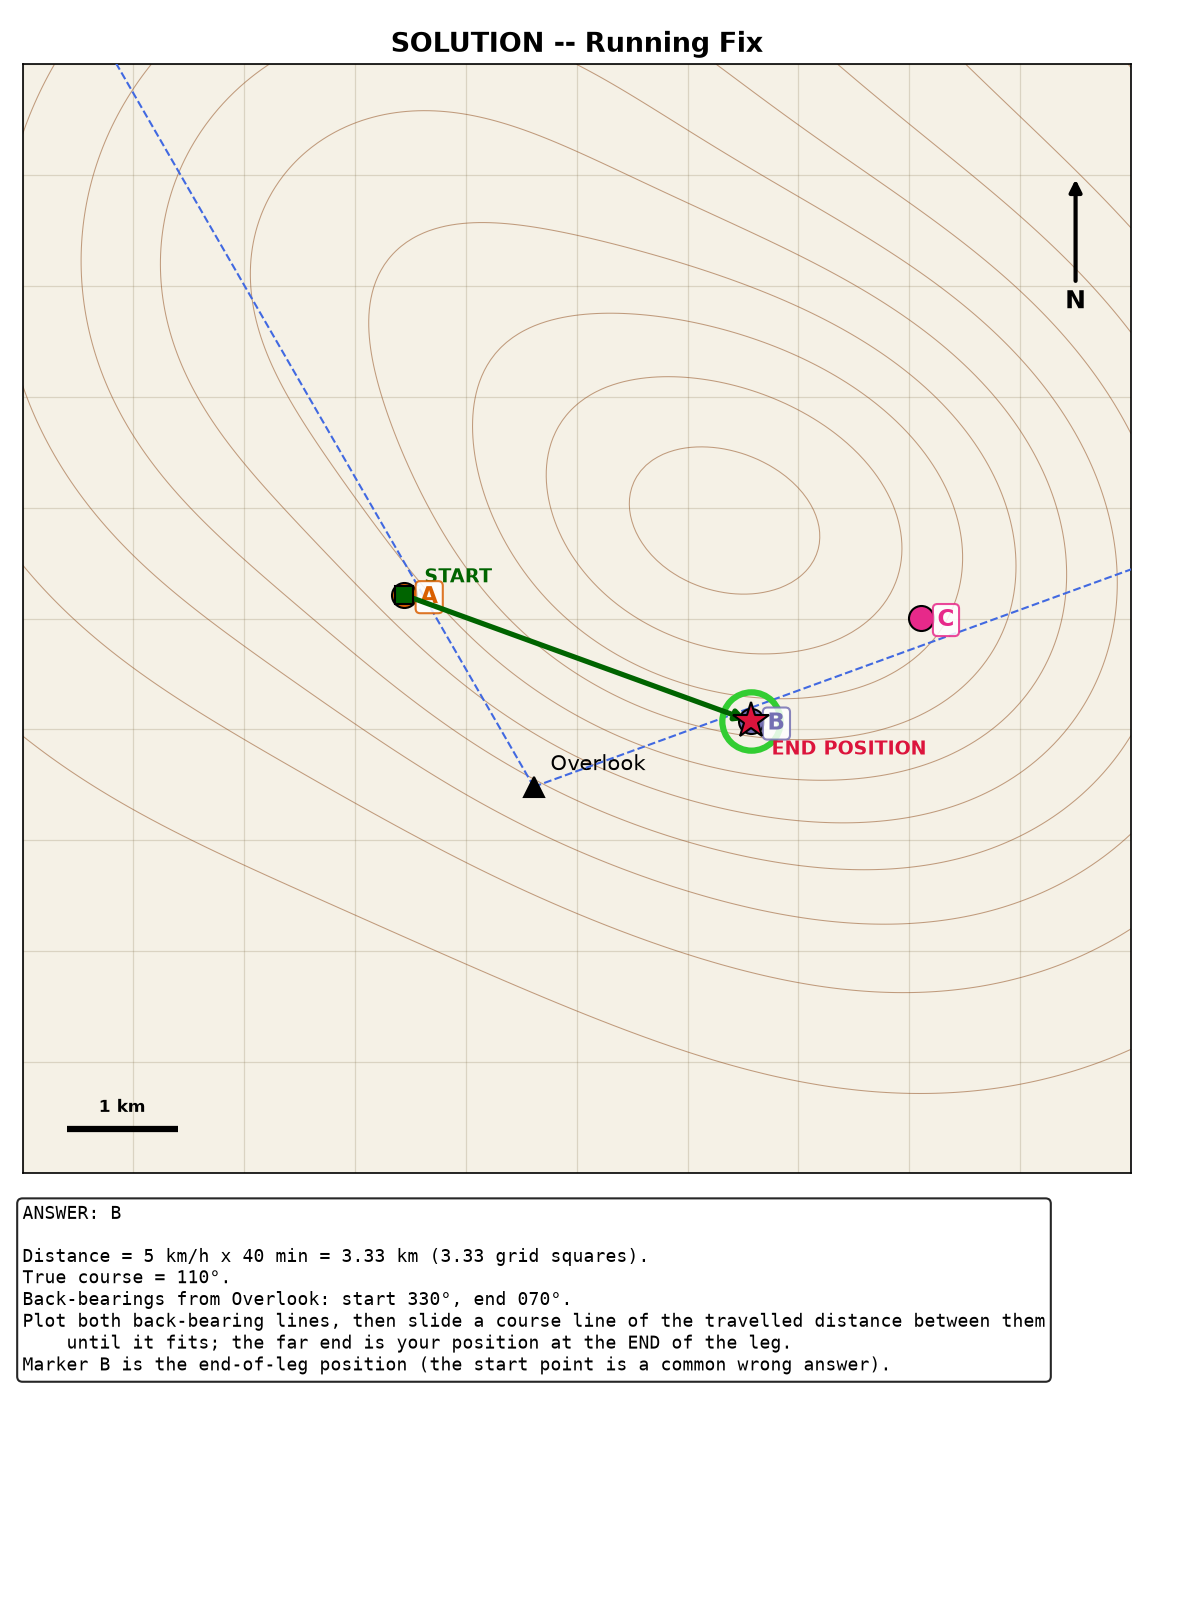 SOLUTION -- Running Fix
N
START
A
C
B
END POSITION
Overlook
1 km
ANSWER: B
Distance = 5 km/h x 40 min = 3.33 km (3.33 grid squares).
True course = 110°.
Back-bearings from Overlook: start 330°, end 070°.
Plot both back-bearing lines, then slide a course line of the travelled distance between them
until it fits; the far end is your position at the END of the leg.
Marker B is the end-of-leg position (the start point is a common wrong answer).